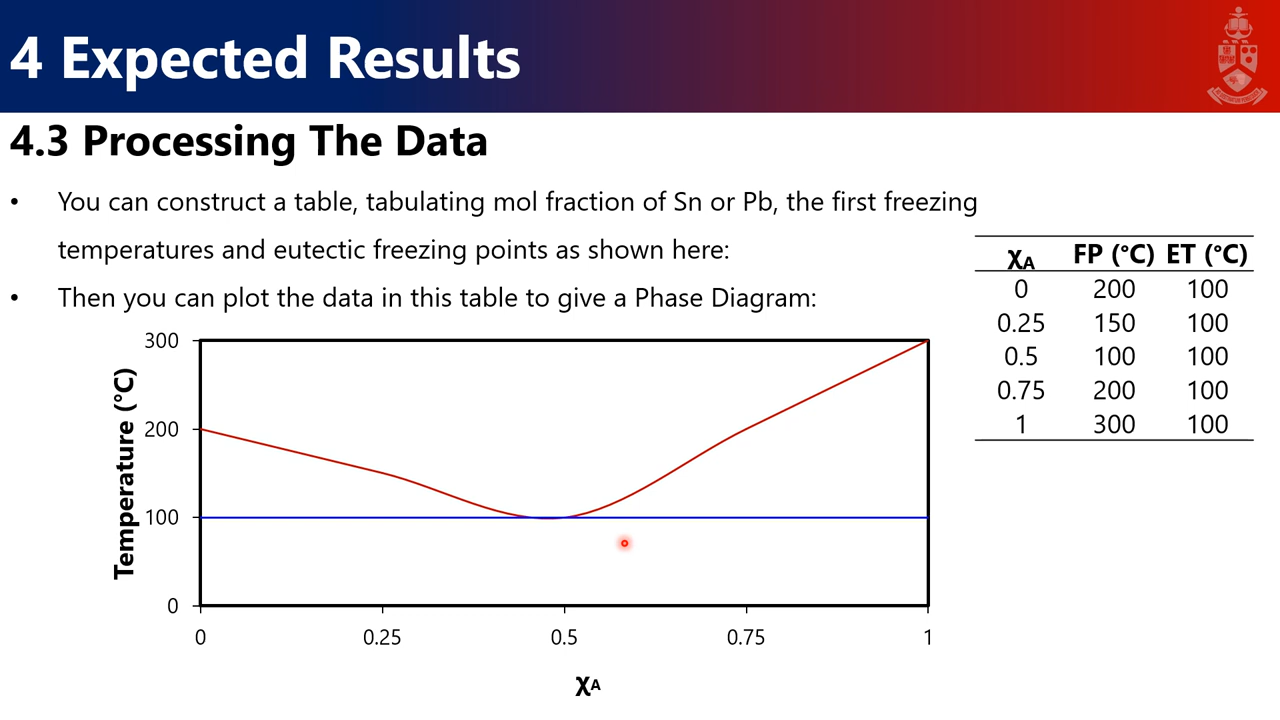 4 Expected Results
4.3 Processing The Data
• You can construct a table, tabulating mol fraction of Sn or Pb, the first freezing
temperatures and eutectic freezing points as shown here:
• Then you can plot the data in this table to give a Phase Diagram:
χA FP (°C) ET (°C)
0 200 100
0.25 150 100
0.5 100 100
0.75 200 100
1 300 100
Temperature (°C)
300
200
100
0
0 0.25 0.5 0.75 1
χA